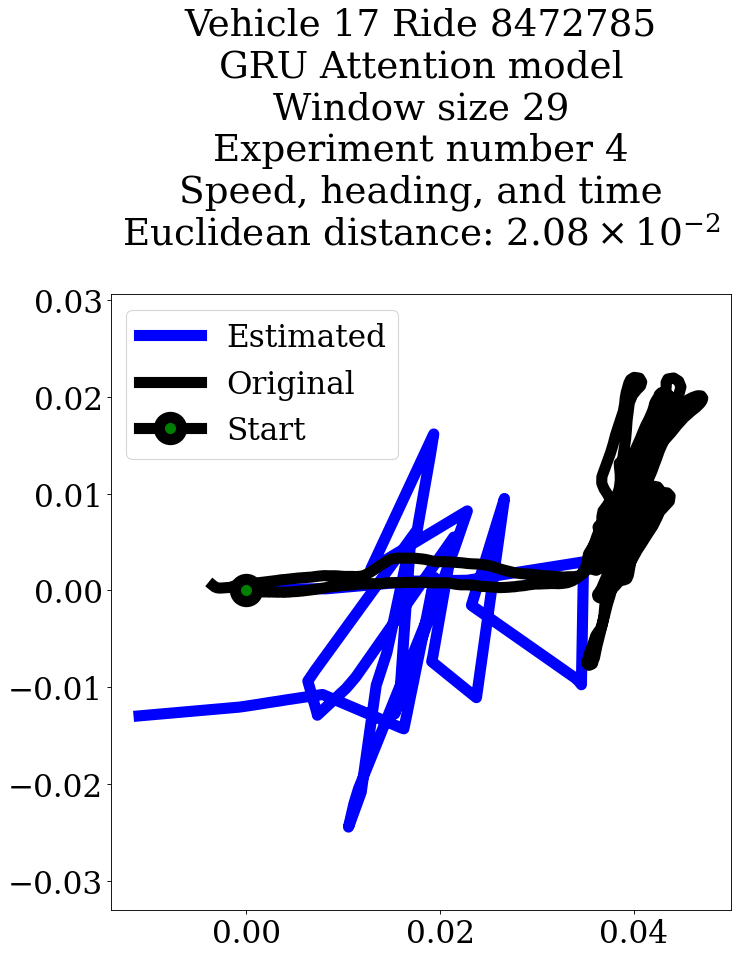 Vehicle 17 Ride 8472785
GRU Attention model
Window size 29
Experiment number 4
Speed, heading, and time
Euclidean distance: 2.08 × 10⁻²
Estimated
Original
Start
0.03
0.02
0.01
0.00
−0.01
−0.02
−0.03
0.00 0.02 0.04